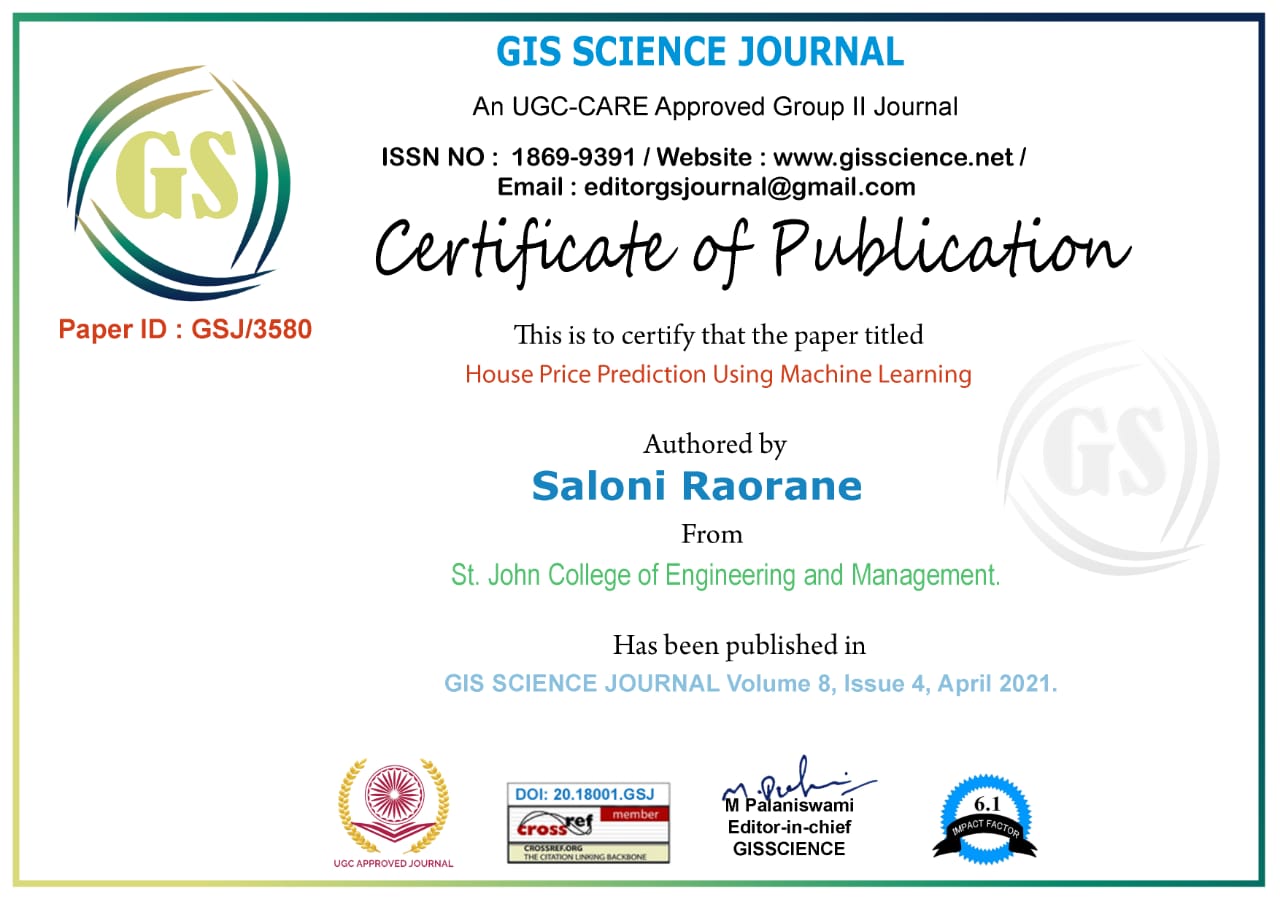 GIS SCIENCE JOURNAL
An UGC-CARE Approved Group II Journal
ISSN NO : 1869-9391 / Website : www.gisscience.net /
Email : editorgsjournal@gmail.com
GS
Certificate of Publication
Paper ID : GSJ/3580
This is to certify that the paper titled
House Price Prediction Using Machine Learning
GS
Authored by
Saloni Raorane
From
St. John College of Engineering and Management.
Has been published in
GIS SCIENCE JOURNAL Volume 8, Issue 4, April 2021.
UGC APPROVED JOURNAL
DOI: 20.18001.GSJ
member
crossref
CROSSREF.ORG
THE CITATION LINKING BACKBONE
M Palaniswami
Editor-in-chief
GISSCIENCE
6.1
IMPACT FACTOR